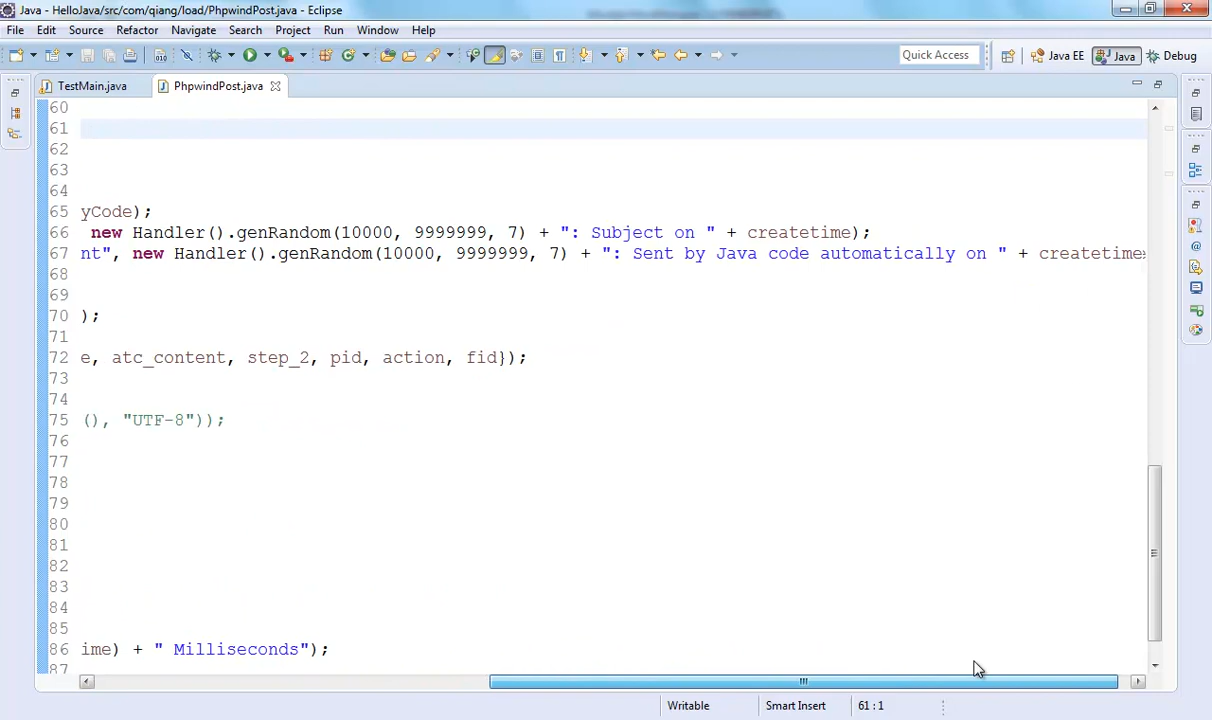 Java - HelloJava/src/com/qiang/load/PhpwindPost.java - Eclipse
File Edit Source Refactor Navigate Search Project Run Window Help
Quick Access Java EE Java Debug
TestMain.java PhpwindPost.java
60
61
62
63
64
65 yCode);
66 new Handler().genRandom(10000, 9999999, 7) + ": Subject on " + createtime);
67 nt", new Handler().genRandom(10000, 9999999, 7) + ": Sent by Java code automatically on " + createtime
68
69
70 );
71
72 e, atc_content, step_2, pid, action, fid});
73
74
75 (), "UTF-8"));
76
77
78
79
80
81
82
83
84
85
86 ime) + " Milliseconds");
87
Writable Smart Insert 61 : 1